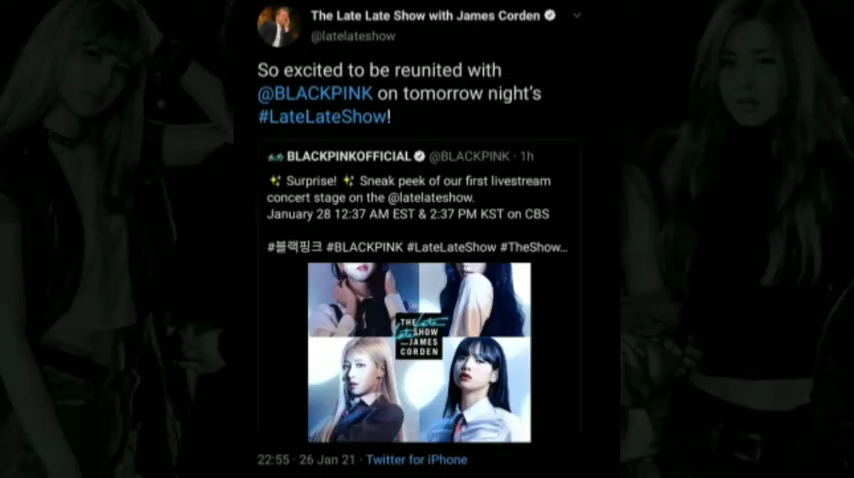 The Late Late Show with James Corden
@latelateshow
So excited to be reunited with
@BLACKPINK on tomorrow night's
#LateLateShow!
BLACKPINKOFFICIAL @BLACKPINK · 1h
✨ Surprise! ✨ Sneak peek of our first livestream
concert stage on the @latelateshow.
January 28 12:37 AM EST & 2:37 PM KST on CBS
#블랙핑크 #BLACKPINK #LateLateShow #TheShow...
THE Late
Late SHOW
JAMES
CORDEN
22:55 · 26 Jan 21 · Twitter for iPhone